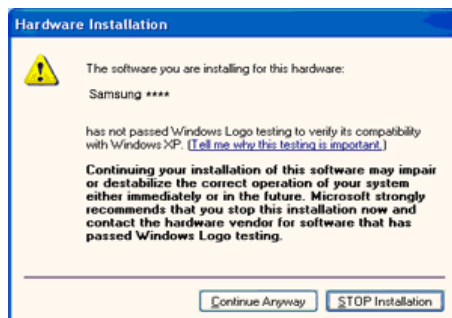 Hardware Installation
The software you are installing for this hardware:
Samsung ****
has not passed Windows Logo testing to verify its compatibility
with Windows XP. (Tell me why this testing is important.)
Continuing your installation of this software may impair
or destabilize the correct operation of your system
either immediately or in the future. Microsoft strongly
recommends that you stop this installation now and
contact the hardware vendor for software that has
passed Windows Logo testing.
Continue Anyway STOP Installation